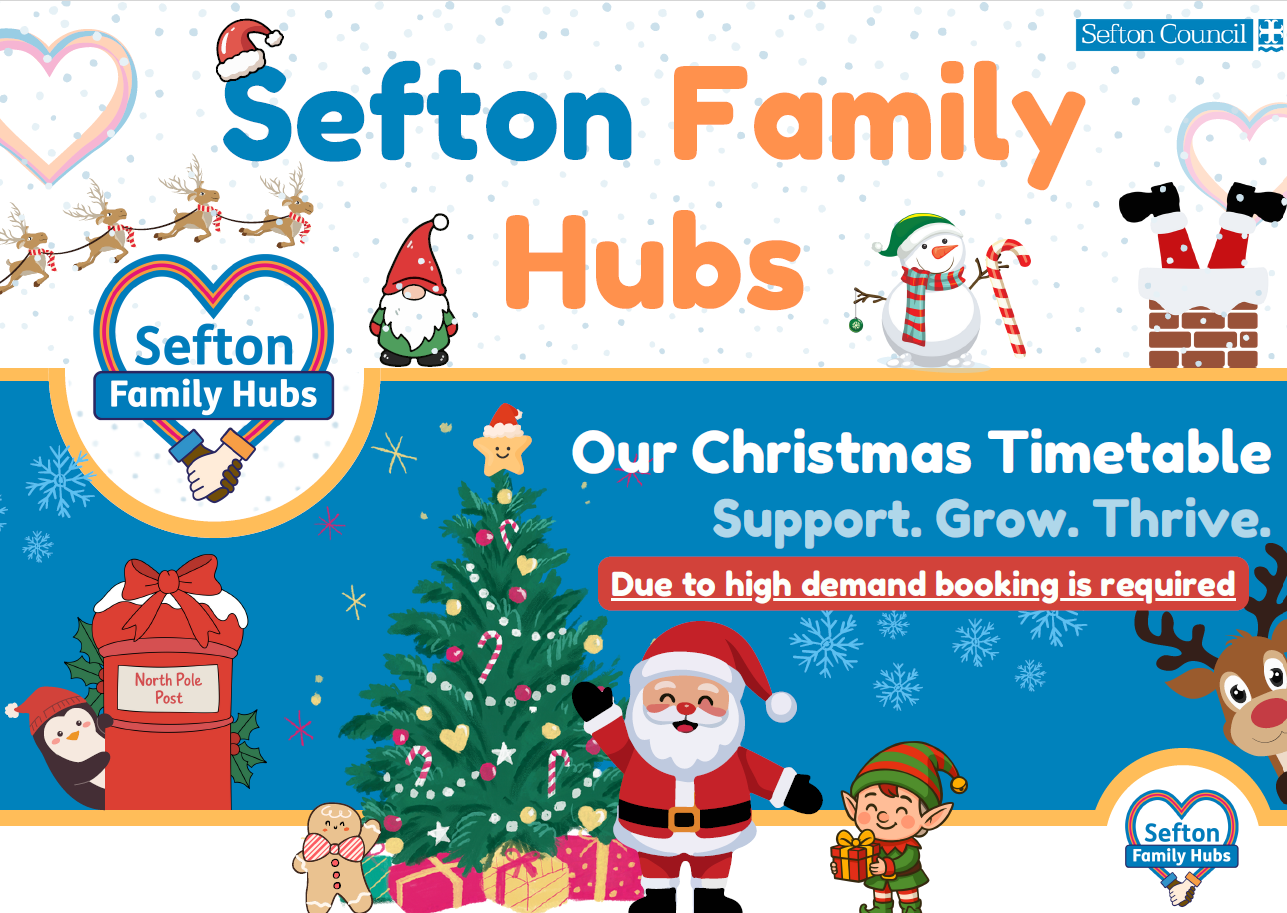 Sefton Council
Sefton Family
Hubs
Sefton
Family Hubs
Our Christmas Timetable
Support. Grow. Thrive.
Due to high demand booking is required
North Pole
Post
Sefton
Family Hubs